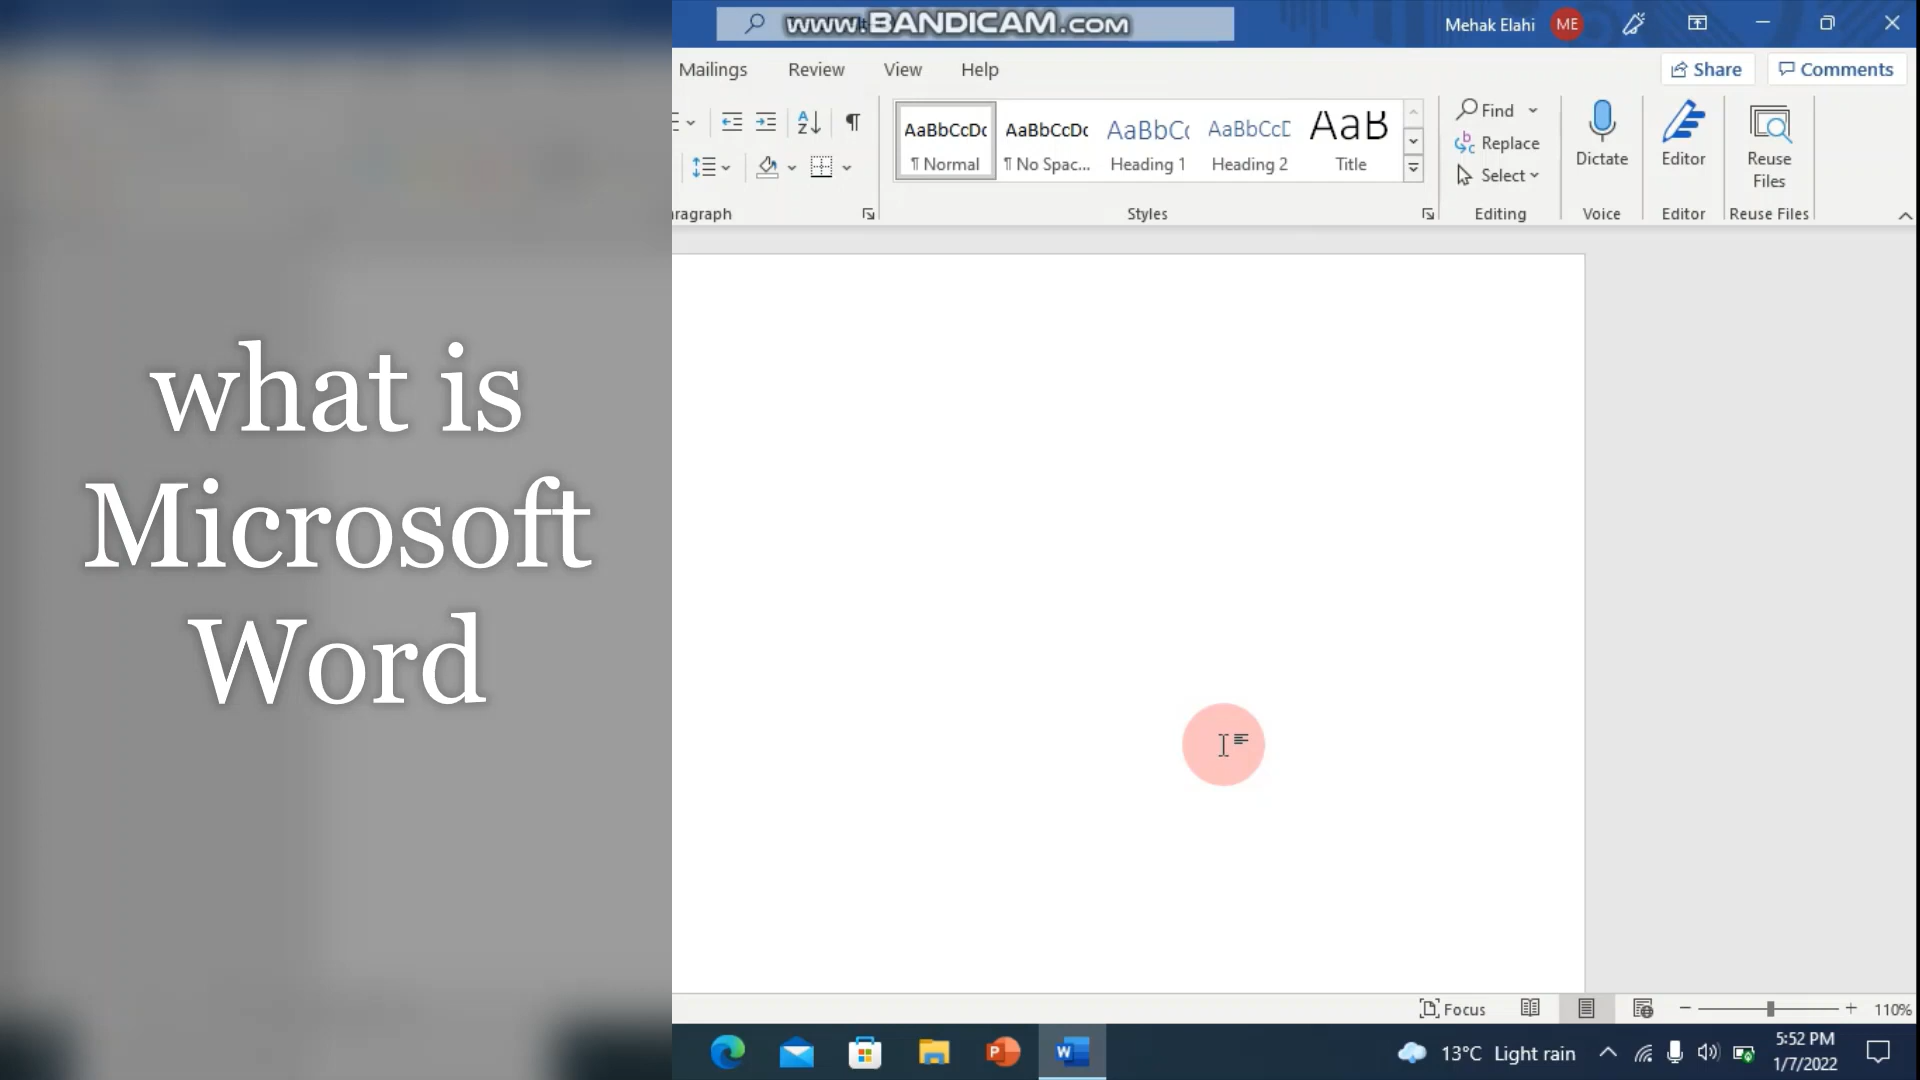 what is
Microsoft
Word
www.BANDICAM.com
Mehak Elahi ME
Mailings Review View Help
Share Comments
AaBbCcDc AaBbCcDc AaBbCc AaBbCcD AaB
¶ Normal ¶ No Spac... Heading 1 Heading 2 Title
Find
Replace
Select
Dictate
Editor
Reuse
Files
ragraph Styles Editing Voice Editor Reuse Files
Focus 110%
13°C Light rain
5:52 PM
1/7/2022